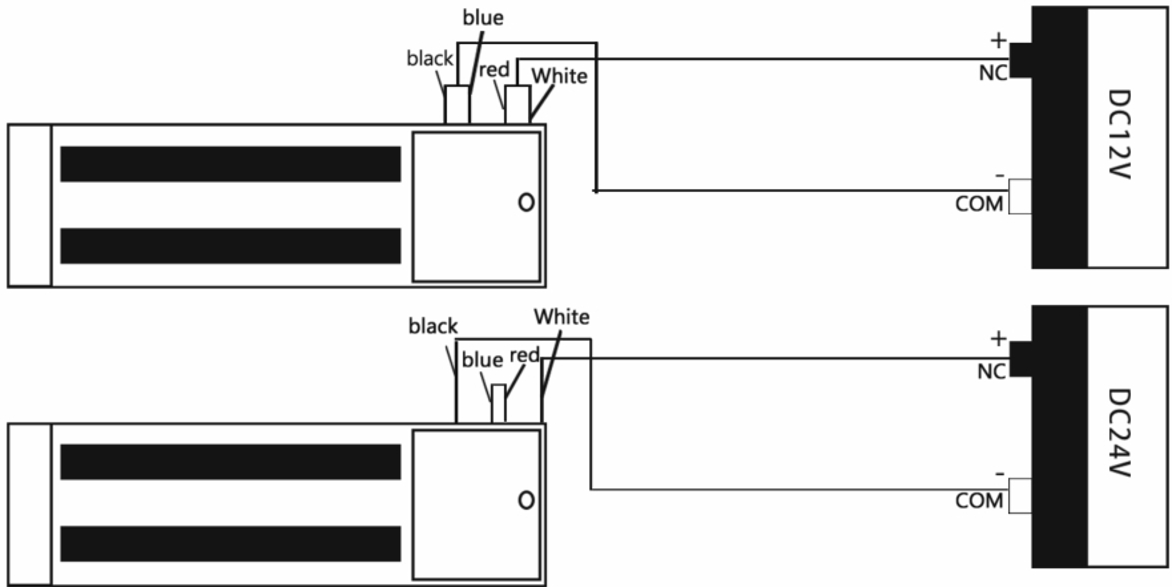 blue
black
red
White
+
NC
-
COM
DC12V
black
White
blue
red
+
NC
-
COM
DC24V